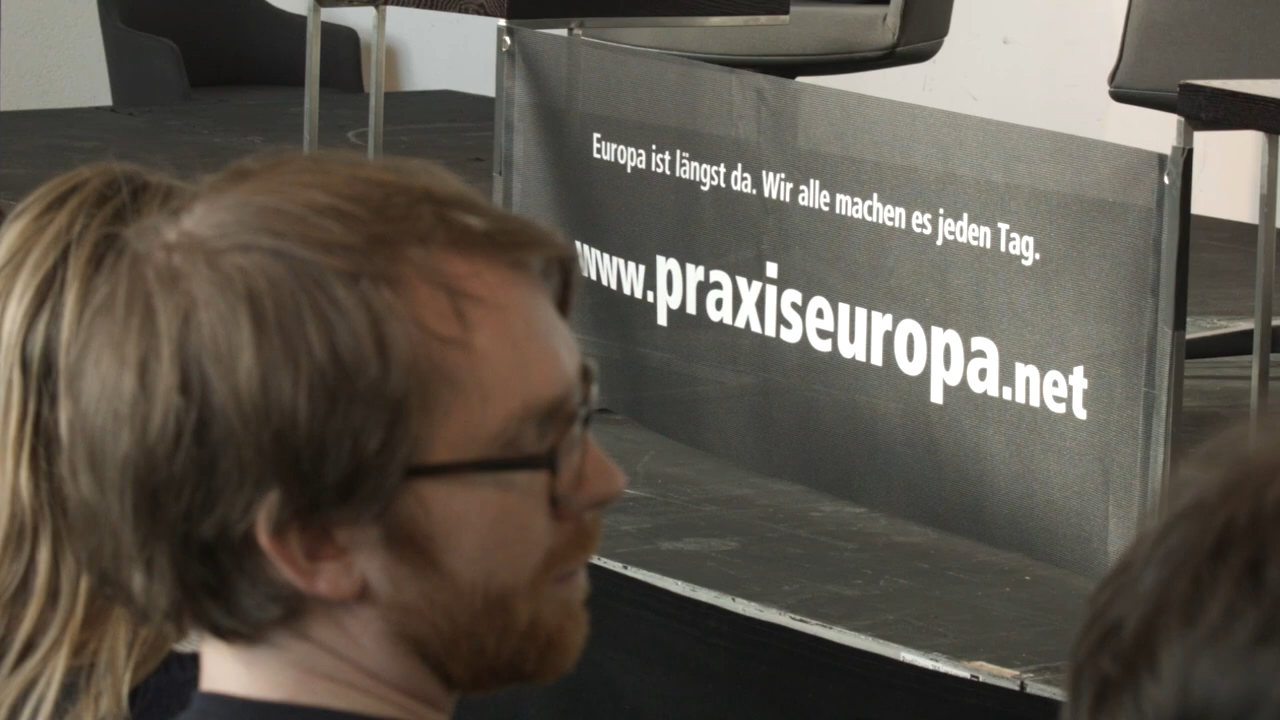 Europa ist längst da. Wir alle machen es jeden Tag.
www.praxiseuropa.net